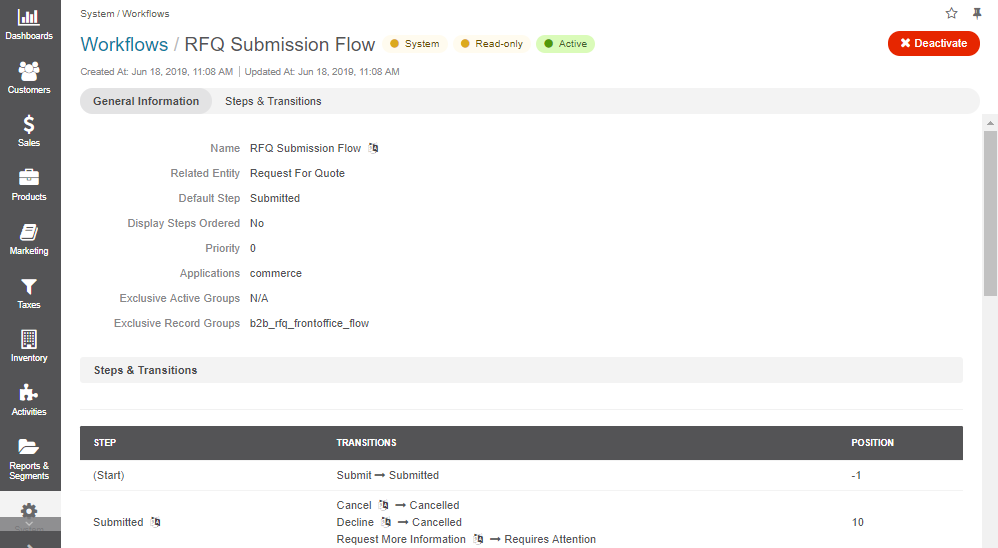 System / Workflows
Workflows / RFQ Submission Flow System Read-only Active
Deactivate
Created At: Jun 18, 2019, 11:08 AM | Updated At: Jun 18, 2019, 11:08 AM
General Information Steps & Transitions
Name RFQ Submission Flow
Related Entity Request For Quote
Default Step Submitted
Display Steps Ordered No
Priority 0
Applications commerce
Exclusive Active Groups N/A
Exclusive Record Groups b2b_rfq_frontoffice_flow
Steps & Transitions
STEP TRANSITIONS POSITION
(Start) Submit → Submitted -1
Submitted Cancel → Cancelled 10
Decline → Cancelled
Request More Information → Requires Attention
Dashboards
Customers
Sales
Products
Marketing
Taxes
Inventory
Activities
Reports &
Segments